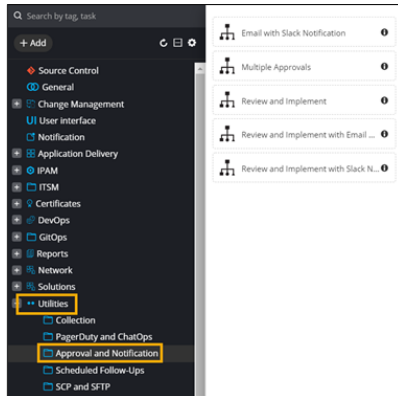 Search by tag, task
+ Add
Source Control
General
Change Management
UI User interface
Notification
Application Delivery
IPAM
ITSM
Certificates
DevOps
GitOps
Reports
Network
Solutions
Utilities
Collection
PagerDuty and ChatOps
Approval and Notification
Scheduled Follow-Ups
SCP and SFTP
Email with Slack Notification
Multiple Approvals
Review and Implement
Review and Implement with Email ...
Review and Implement with Slack N...